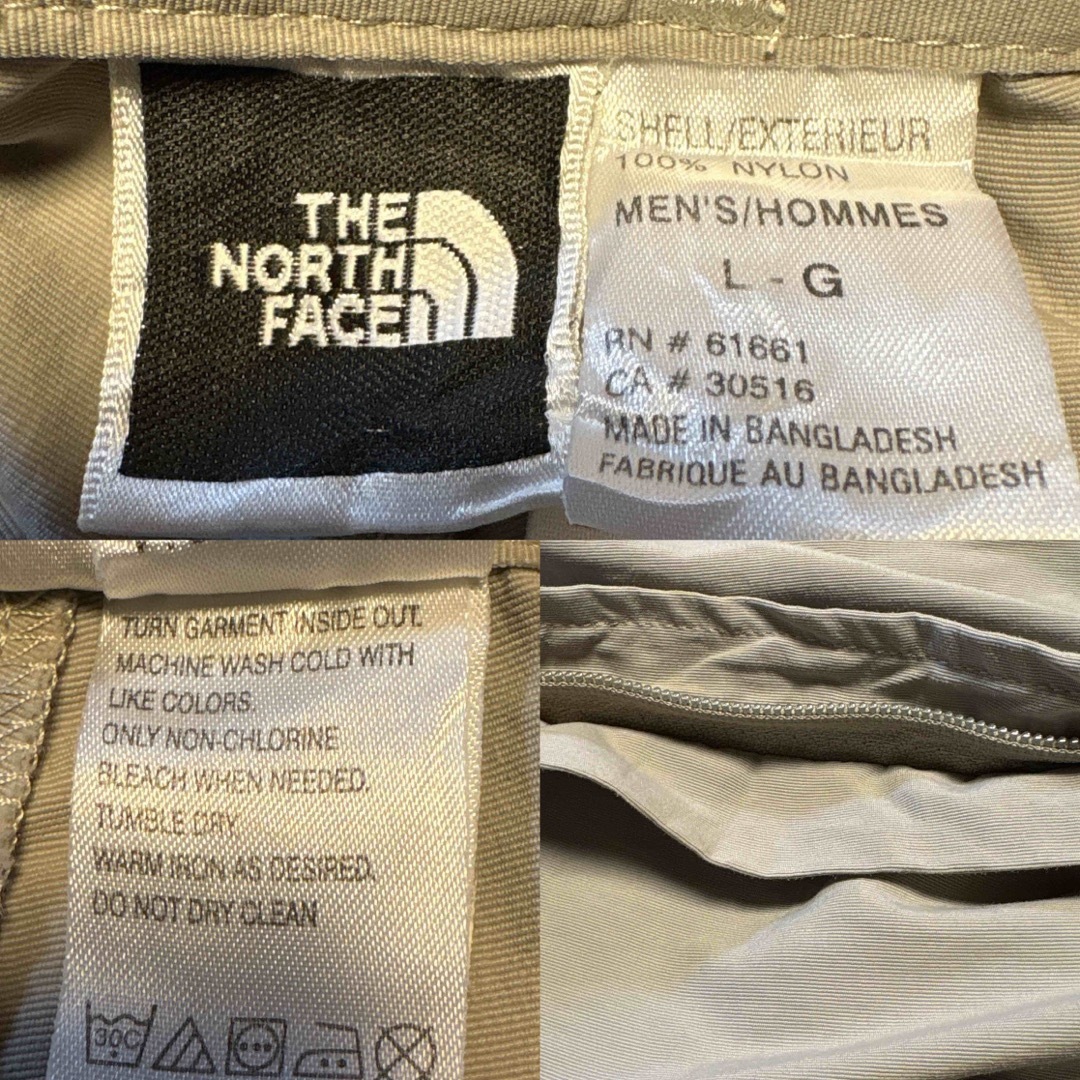 THE
NORTH
FACE
SHELL/EXTERIEUR
100% NYLON
MEN'S/HOMMES
L - G
RN # 61661
CA # 30516
MADE IN BANGLADESH
FABRIQUE AU BANGLADESH
TURN GARMENT INSIDE OUT.
MACHINE WASH COLD WITH
LIKE COLORS.
ONLY NON-CHLORINE
BLEACH WHEN NEEDED.
TUMBLE DRY
WARM IRON AS DESIRED.
DO NOT DRY CLEAN
30C